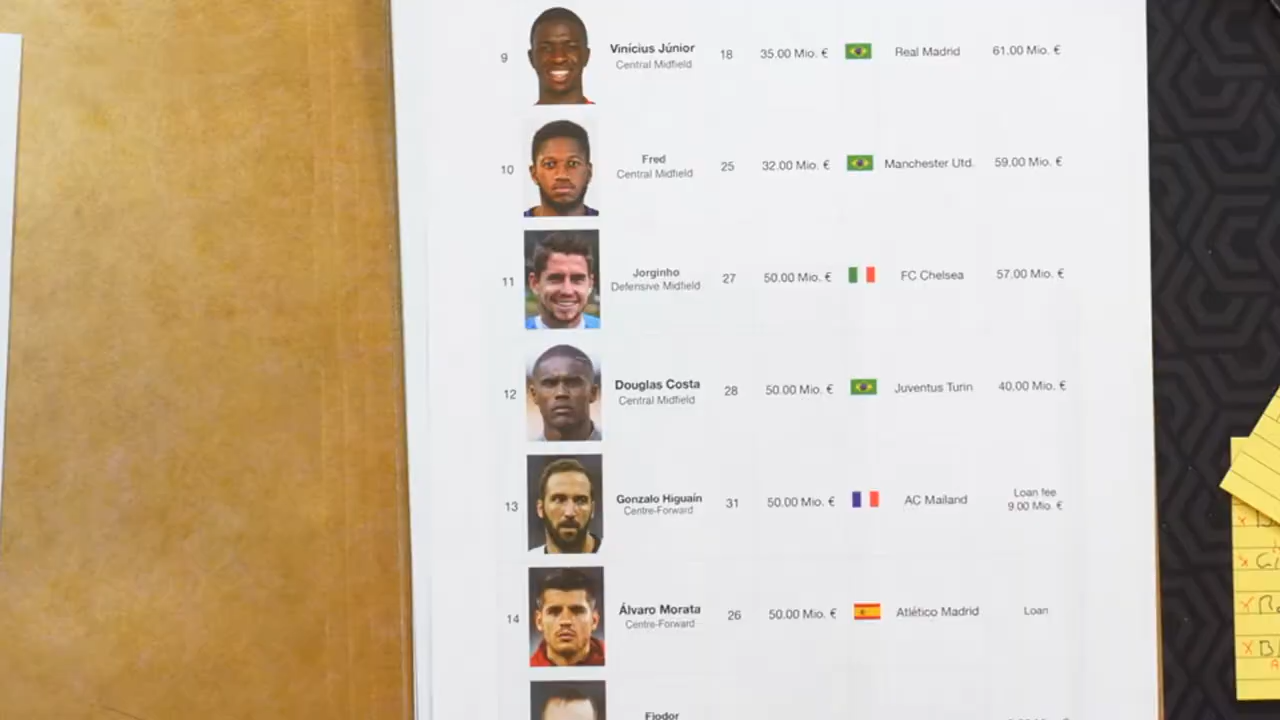 9 Vinícius Júnior 18 35.00 Mio. € Real Madrid 61.00 Mio. €
Central Midfield
10 Fred 25 32.00 Mio. € Manchester Utd. 59.00 Mio. €
Central Midfield
11 Jorginho 27 50.00 Mio. € FC Chelsea 57.00 Mio. €
Defensive Midfield
12 Douglas Costa 28 50.00 Mio. € Juventus Turin 40.00 Mio. €
Central Midfield
13 Gonzalo Higuaín 31 50.00 Mio. € AC Mailand Loan fee
Centre-Forward 9.00 Mio. €
14 Álvaro Morata 26 50.00 Mio. € Atlético Madrid Loan
Centre-Forward
Fjodor